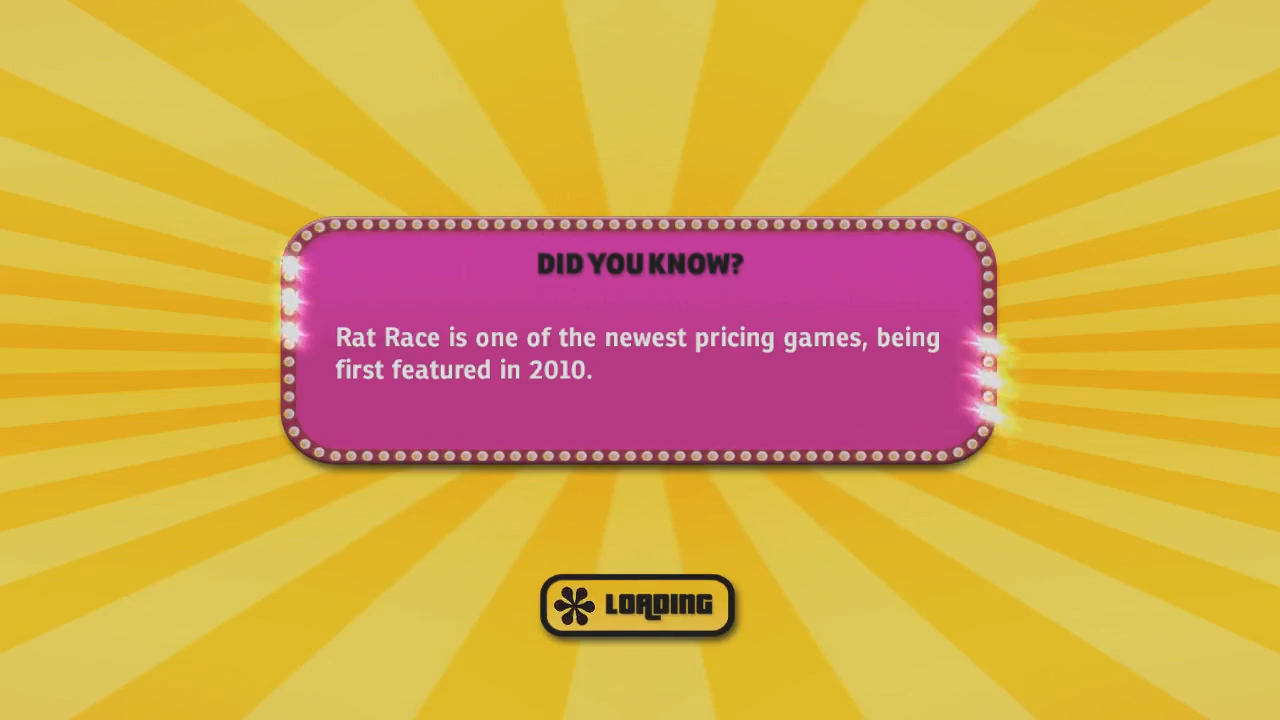 DID YOU KNOW?
Rat Race is one of the newest pricing games, being
first featured in 2010.
LOADING